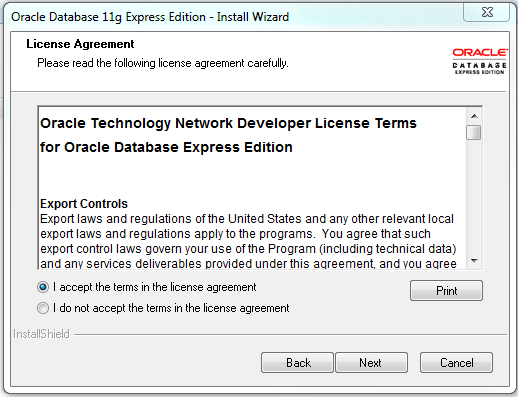 Oracle Database 11g Express Edition - Install Wizard
License Agreement
Please read the following license agreement carefully.
ORACLE
DATABASE
EXPRESS EDITION
Oracle Technology Network Developer License Terms
for Oracle Database Express Edition
Export Controls
Export laws and regulations of the United States and any other relevant local
export laws and regulations apply to the programs.  You agree that such
export control laws govern your use of the Program (including technical data)
and any services deliverables provided under this agreement, and you agree
I accept the terms in the license agreement
Print
I do not accept the terms in the license agreement
InstallShield
Back
Next
Cancel